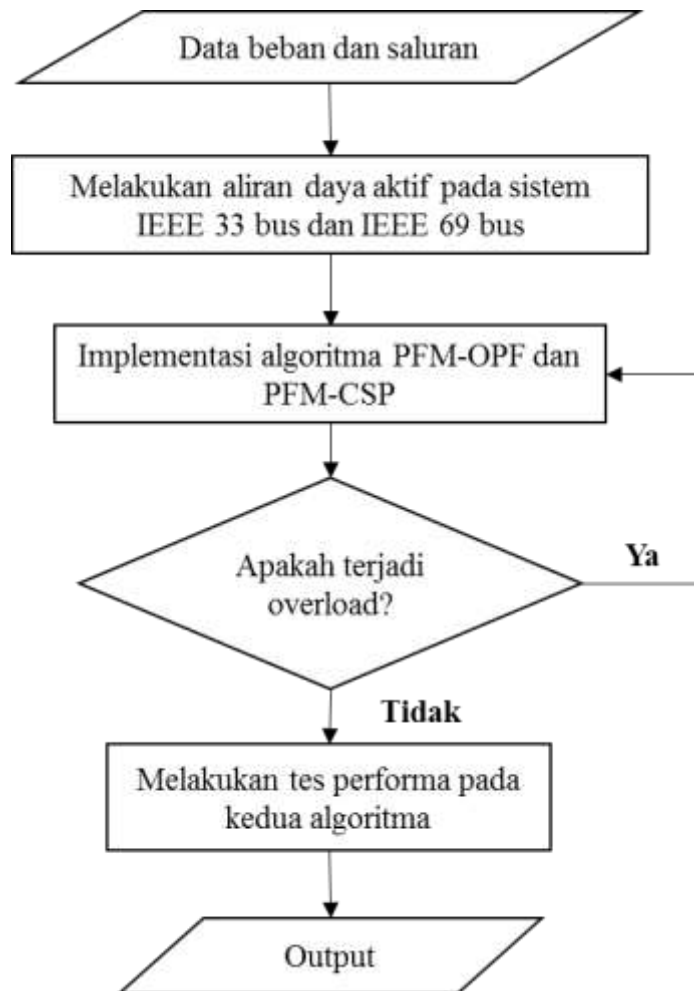 Data beban dan saluran
Melakukan aliran daya aktif pada sistem
IEEE 33 bus dan IEEE 69 bus
Implementasi algoritma PFM-OPF dan
PFM-CSP
Apakah terjadi
overload?
Ya
Tidak
Melakukan tes performa pada
kedua algoritma
Output